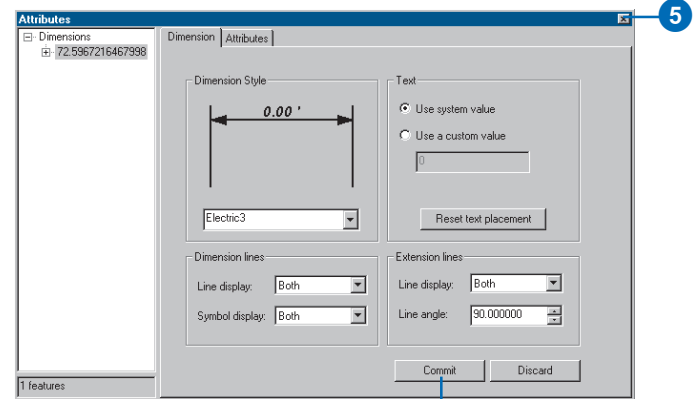 Attributes
5
Dimensions
72.5967216467998
Dimension
Attributes
Dimension Style
0.00 '
Electric3
Text
Use system value
Use a custom value
0
Reset text placement
Dimension lines
Line display: Both
Symbol display: Both
Extension lines
Line display: Both
Line angle: 90.000000
Commit
Discard
1 features